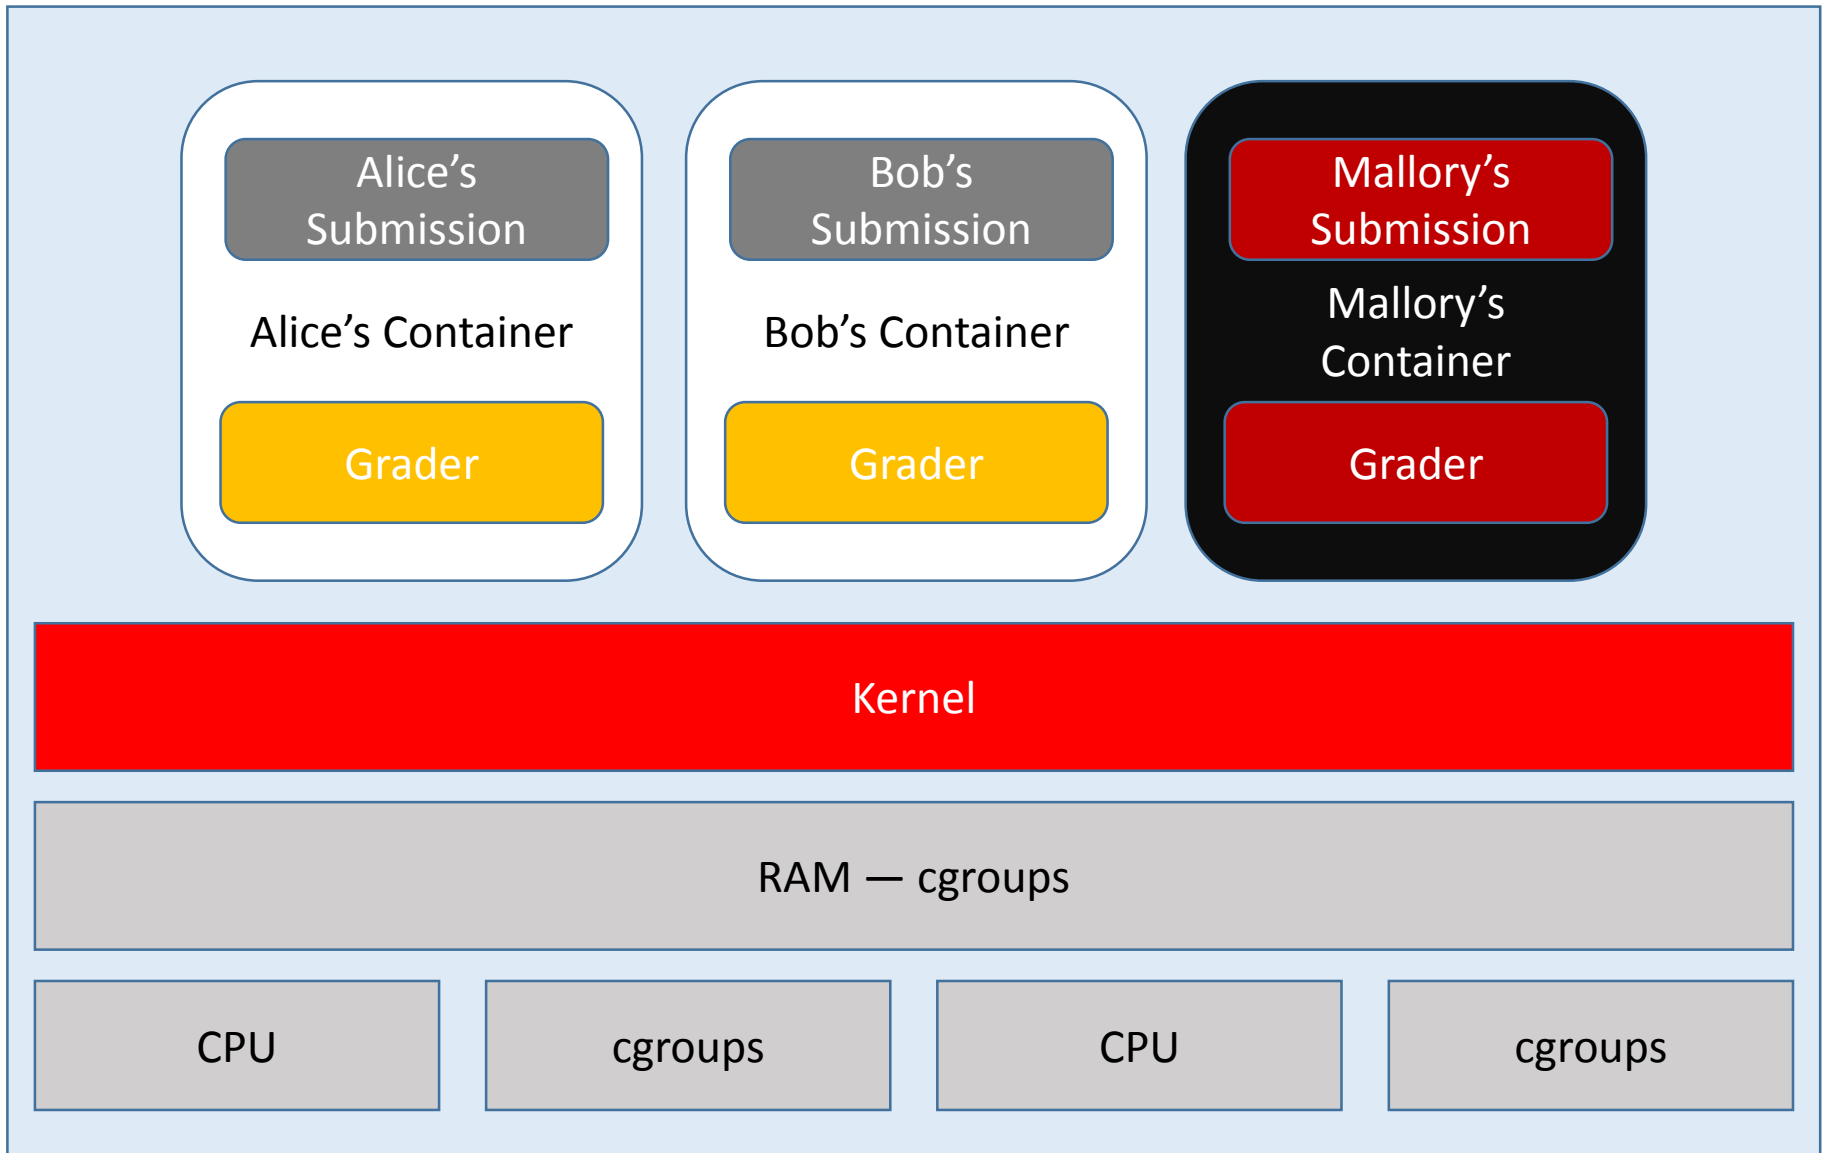 Alice’s
Submission
Alice’s Container
Grader
Bob’s
Submission
Bob’s Container
Grader
Mallory’s
Submission
Mallory’s
Container
Grader
Kernel
RAM — cgroups
CPU
cgroups
CPU
cgroups